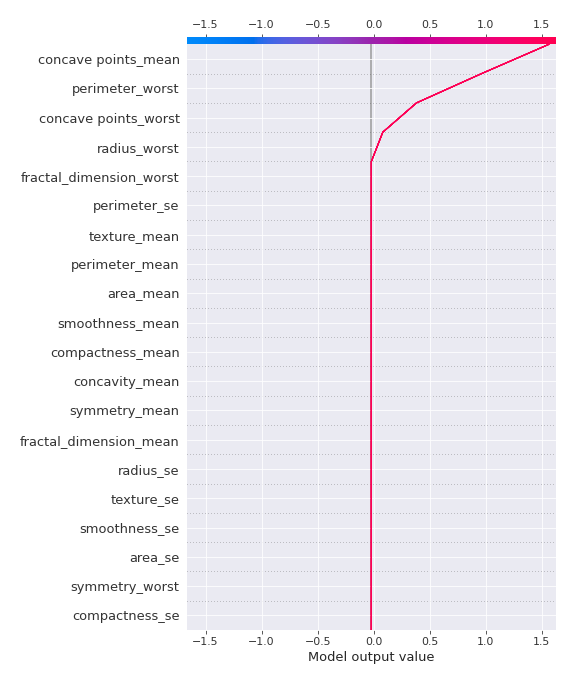 −1.5 −1.0 −0.5 0.0 0.5 1.0 1.5
concave points_mean
perimeter_worst
concave points_worst
radius_worst
fractal_dimension_worst
perimeter_se
texture_mean
perimeter_mean
area_mean
smoothness_mean
compactness_mean
concavity_mean
symmetry_mean
fractal_dimension_mean
radius_se
texture_se
smoothness_se
area_se
symmetry_worst
compactness_se
−1.5 −1.0 −0.5 0.0 0.5 1.0 1.5
Model output value